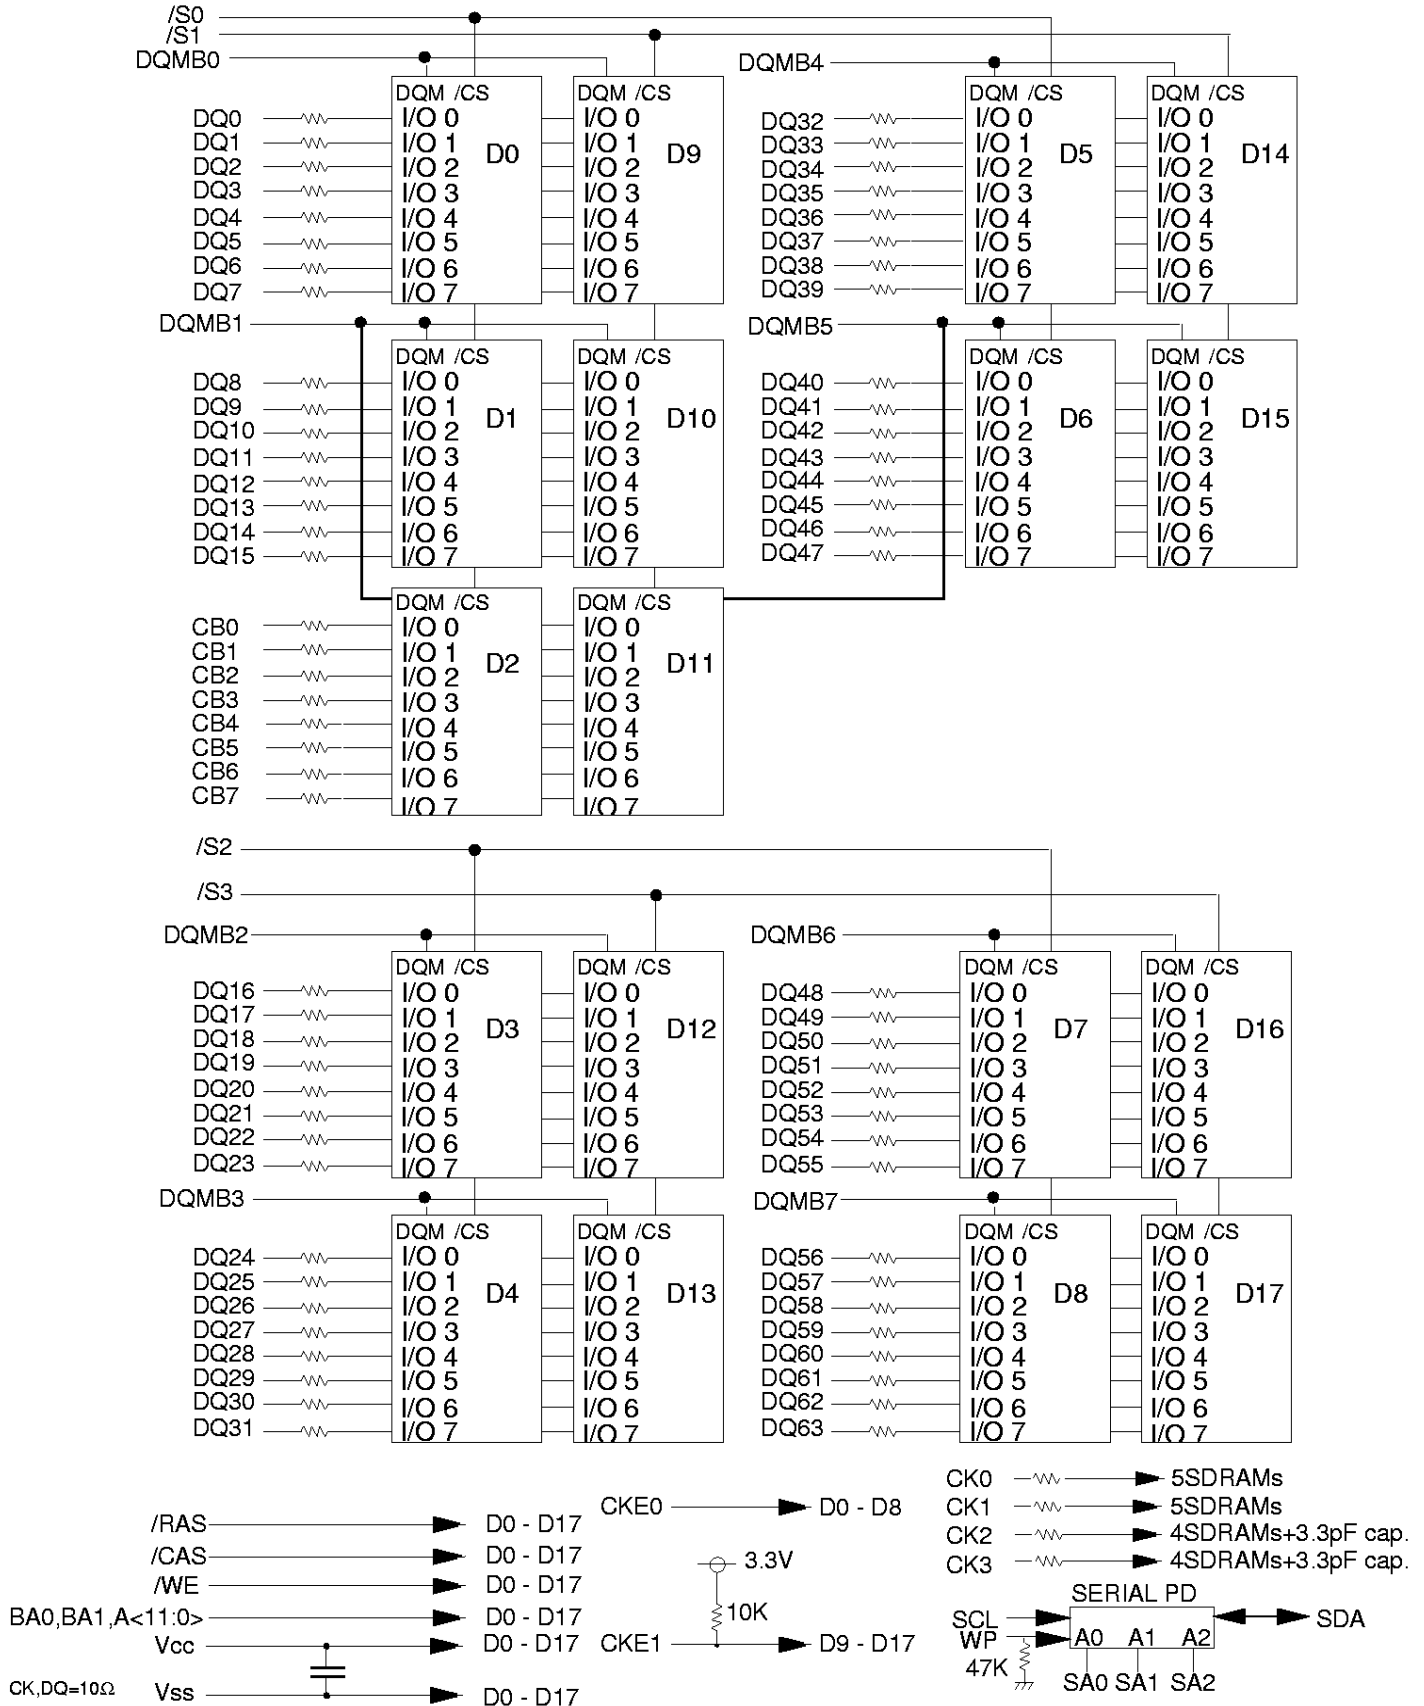 /S0
/S1
DQMB0
DQMB4
DQM /CS DQM /CS DQM /CS DQM /CS
DQ0 I/O 0 I/O 0 DQ32 I/O 0 I/O 0
DQ1 I/O 1 I/O 1 DQ33 I/O 1 I/O 1
D0 D9 D5 D14
DQ2 I/O 2 I/O 2 DQ34 I/O 2 I/O 2
DQ3 I/O 3 I/O 3 DQ35 I/O 3 I/O 3
DQ4 I/O 4 I/O 4 DQ36 I/O 4 I/O 4
DQ5 I/O 5 I/O 5 DQ37 I/O 5 I/O 5
DQ6 I/O 6 I/O 6 DQ38 I/O 6 I/O 6
DQ7 I/O 7 I/O 7 DQ39 I/O 7 I/O 7
DQMB1 DQMB5
DQM /CS DQM /CS DQM /CS DQM /CS
DQ8 I/O 0 I/O 0 DQ40 I/O 0 I/O 0
DQ9 I/O 1 I/O 1 DQ41 I/O 1 I/O 1
D1 D10 D6 D15
DQ10 I/O 2 I/O 2 DQ42 I/O 2 I/O 2
DQ11 I/O 3 I/O 3 DQ43 I/O 3 I/O 3
DQ12 I/O 4 I/O 4 DQ44 I/O 4 I/O 4
DQ13 I/O 5 I/O 5 DQ45 I/O 5 I/O 5
DQ14 I/O 6 I/O 6 DQ46 I/O 6 I/O 6
DQ15 I/O 7 I/O 7 DQ47 I/O 7 I/O 7
DQM /CS DQM /CS
CB0 I/O 0 I/O 0
CB1 I/O 1 I/O 1
D2 D11
CB2 I/O 2 I/O 2
CB3 I/O 3 I/O 3
CB4 I/O 4 I/O 4
CB5 I/O 5 I/O 5
CB6 I/O 6 I/O 6
CB7 I/O 7 I/O 7
/S2
/S3
DQMB2 DQMB6
DQM /CS DQM /CS DQM /CS DQM /CS
DQ16 I/O 0 I/O 0 DQ48 I/O 0 I/O 0
DQ17 I/O 1 I/O 1 DQ49 I/O 1 I/O 1
D3 D12 D7 D16
DQ18 I/O 2 I/O 2 DQ50 I/O 2 I/O 2
DQ19 I/O 3 I/O 3 DQ51 I/O 3 I/O 3
DQ20 I/O 4 I/O 4 DQ52 I/O 4 I/O 4
DQ21 I/O 5 I/O 5 DQ53 I/O 5 I/O 5
DQ22 I/O 6 I/O 6 DQ54 I/O 6 I/O 6
DQ23 I/O 7 I/O 7 DQ55 I/O 7 I/O 7
DQMB3 DQMB7
DQM /CS DQM /CS DQM /CS DQM /CS
DQ24 I/O 0 I/O 0 DQ56 I/O 0 I/O 0
DQ25 I/O 1 I/O 1 DQ57 I/O 1 I/O 1
D4 D13 D8 D17
DQ26 I/O 2 I/O 2 DQ58 I/O 2 I/O 2
DQ27 I/O 3 I/O 3 DQ59 I/O 3 I/O 3
DQ28 I/O 4 I/O 4 DQ60 I/O 4 I/O 4
DQ29 I/O 5 I/O 5 DQ61 I/O 5 I/O 5
DQ30 I/O 6 I/O 6 DQ62 I/O 6 I/O 6
DQ31 I/O 7 I/O 7 DQ63 I/O 7 I/O 7
/RAS D0 - D17
/CAS D0 - D17
/WE D0 - D17
BA0,BA1,A<11:0> D0 - D17
Vcc D0 - D17
Vss D0 - D17
CK,DQ=10Ω
CKE0 D0 - D8
3.3V
10K
CKE1 D9 - D17
CK0 5SDRAMs
CK1 5SDRAMs
CK2 4SDRAMs+3.3pF cap.
CK3 4SDRAMs+3.3pF cap.
SERIAL PD
SCL SDA
WP A0 A1 A2
47K
SA0 SA1 SA2